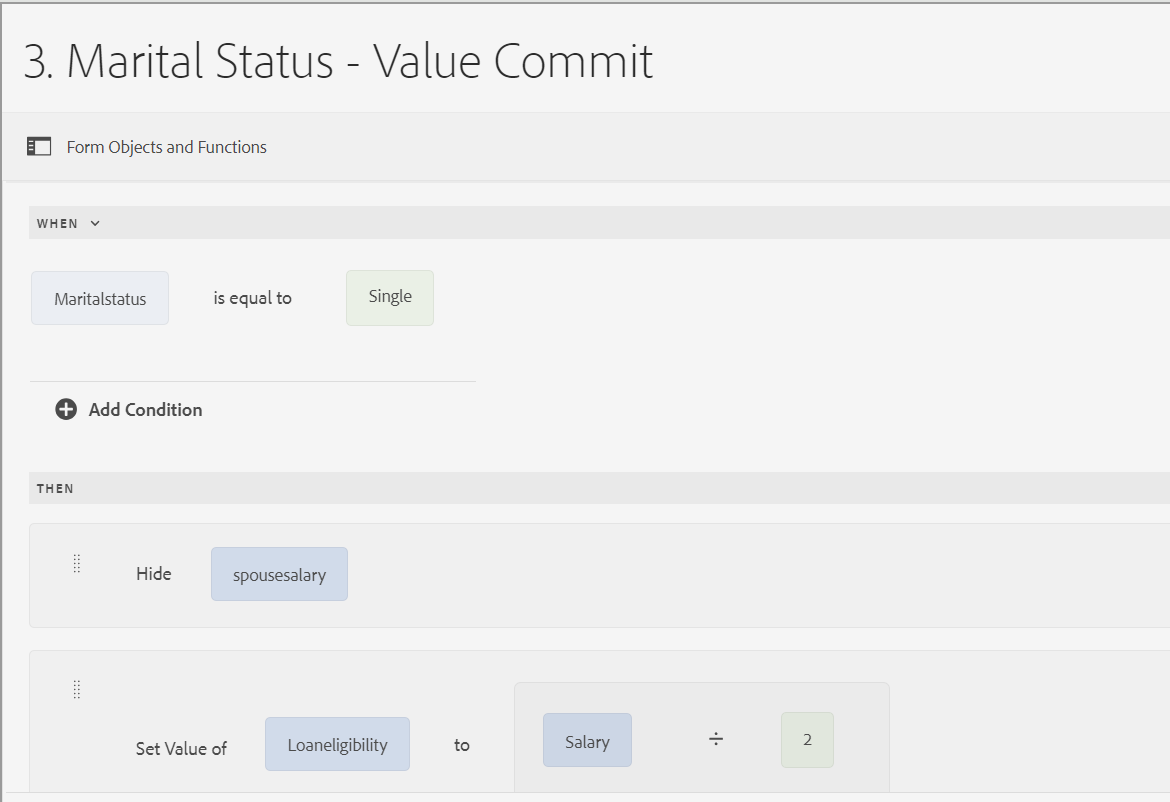 3. Marital Status - Value Commit
Form Objects and Functions
WHEN
Maritalstatus is equal to Single
Add Condition
THEN
Hide spousesalary
Set Value of Loaneligibility to Salary ÷ 2